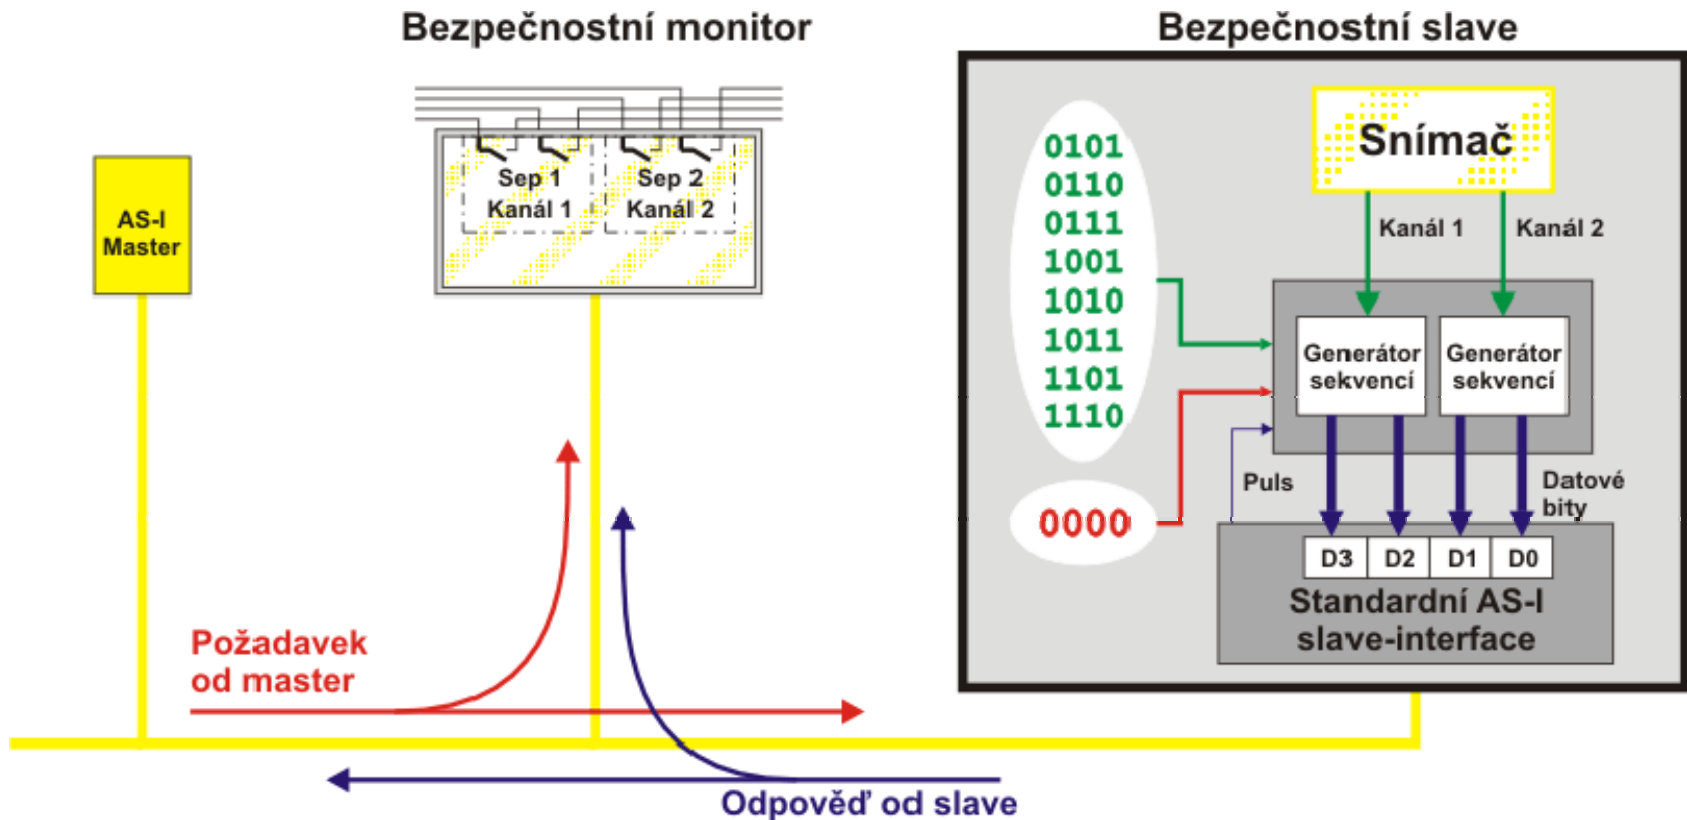 Bezpečnostní monitor
Sep 1
Kanál 1
Sep 2
Kanál 2
AS-I
Master
Požadavek
od master
Odpověď od slave
Bezpečnostní slave
0101
0110
0111
1001
1010
1011
1101
1110
0000
Snímač
Kanál 1
Kanál 2
Generátor
sekvencí
Generátor
sekvencí
Puls
Datové
bity
D3 D2 D1 D0
Standardní AS-I
slave-interface